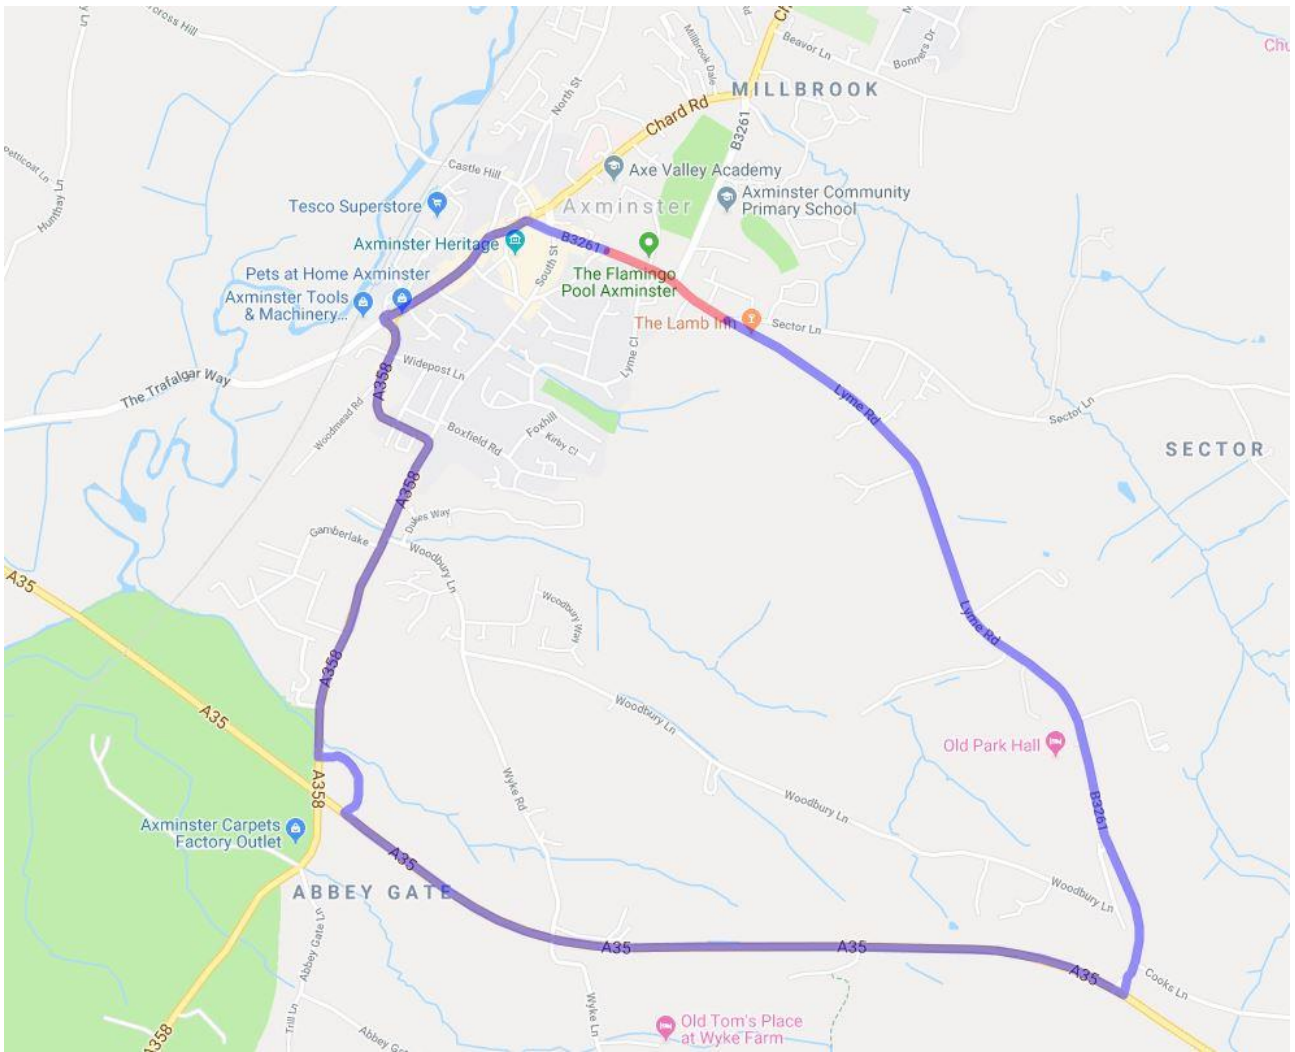 Beavor Ln
Bonners Dr
Millbrook Dale
North St
MILLBROOK
Chard Rd
B3261
Petticoat Ln
Hunthay Ln
Castle Hill
Axe Valley Academy
Axminster Community
Primary School
Tesco Superstore
Axminster
Axminster Heritage
B3261
South St
The Flamingo
Pool Axminster
Pets at Home Axminster
Axminster Tools
& Machinery...
The Lamb Inn
Sector Ln
Lyme Cl
The Trafalgar Way
A358
Widepost Ln
Woodmead Rd
Lyme Rd
Sector Ln
SECTOR
Boxfield Rd
Foxhill
Kirby Cl
A358
Dukes Way
Gamberlake
Woodbury Ln
A35
Woodbury Way
Lyme Rd
A358
A35
Woodbury Ln
Old Park Hall
A358
Wyke Rd
Woodbury Ln
B3261
Axminster Carpets
Factory Outlet
A35
ABBEY GATE
Woodbury Ln
Abbey Gate Ln
A35
A35
A35
Cooks Ln
Trill Ln
Wyke Ln
Old Tom's Place
at Wyke Farm
A358
Abbey Ga